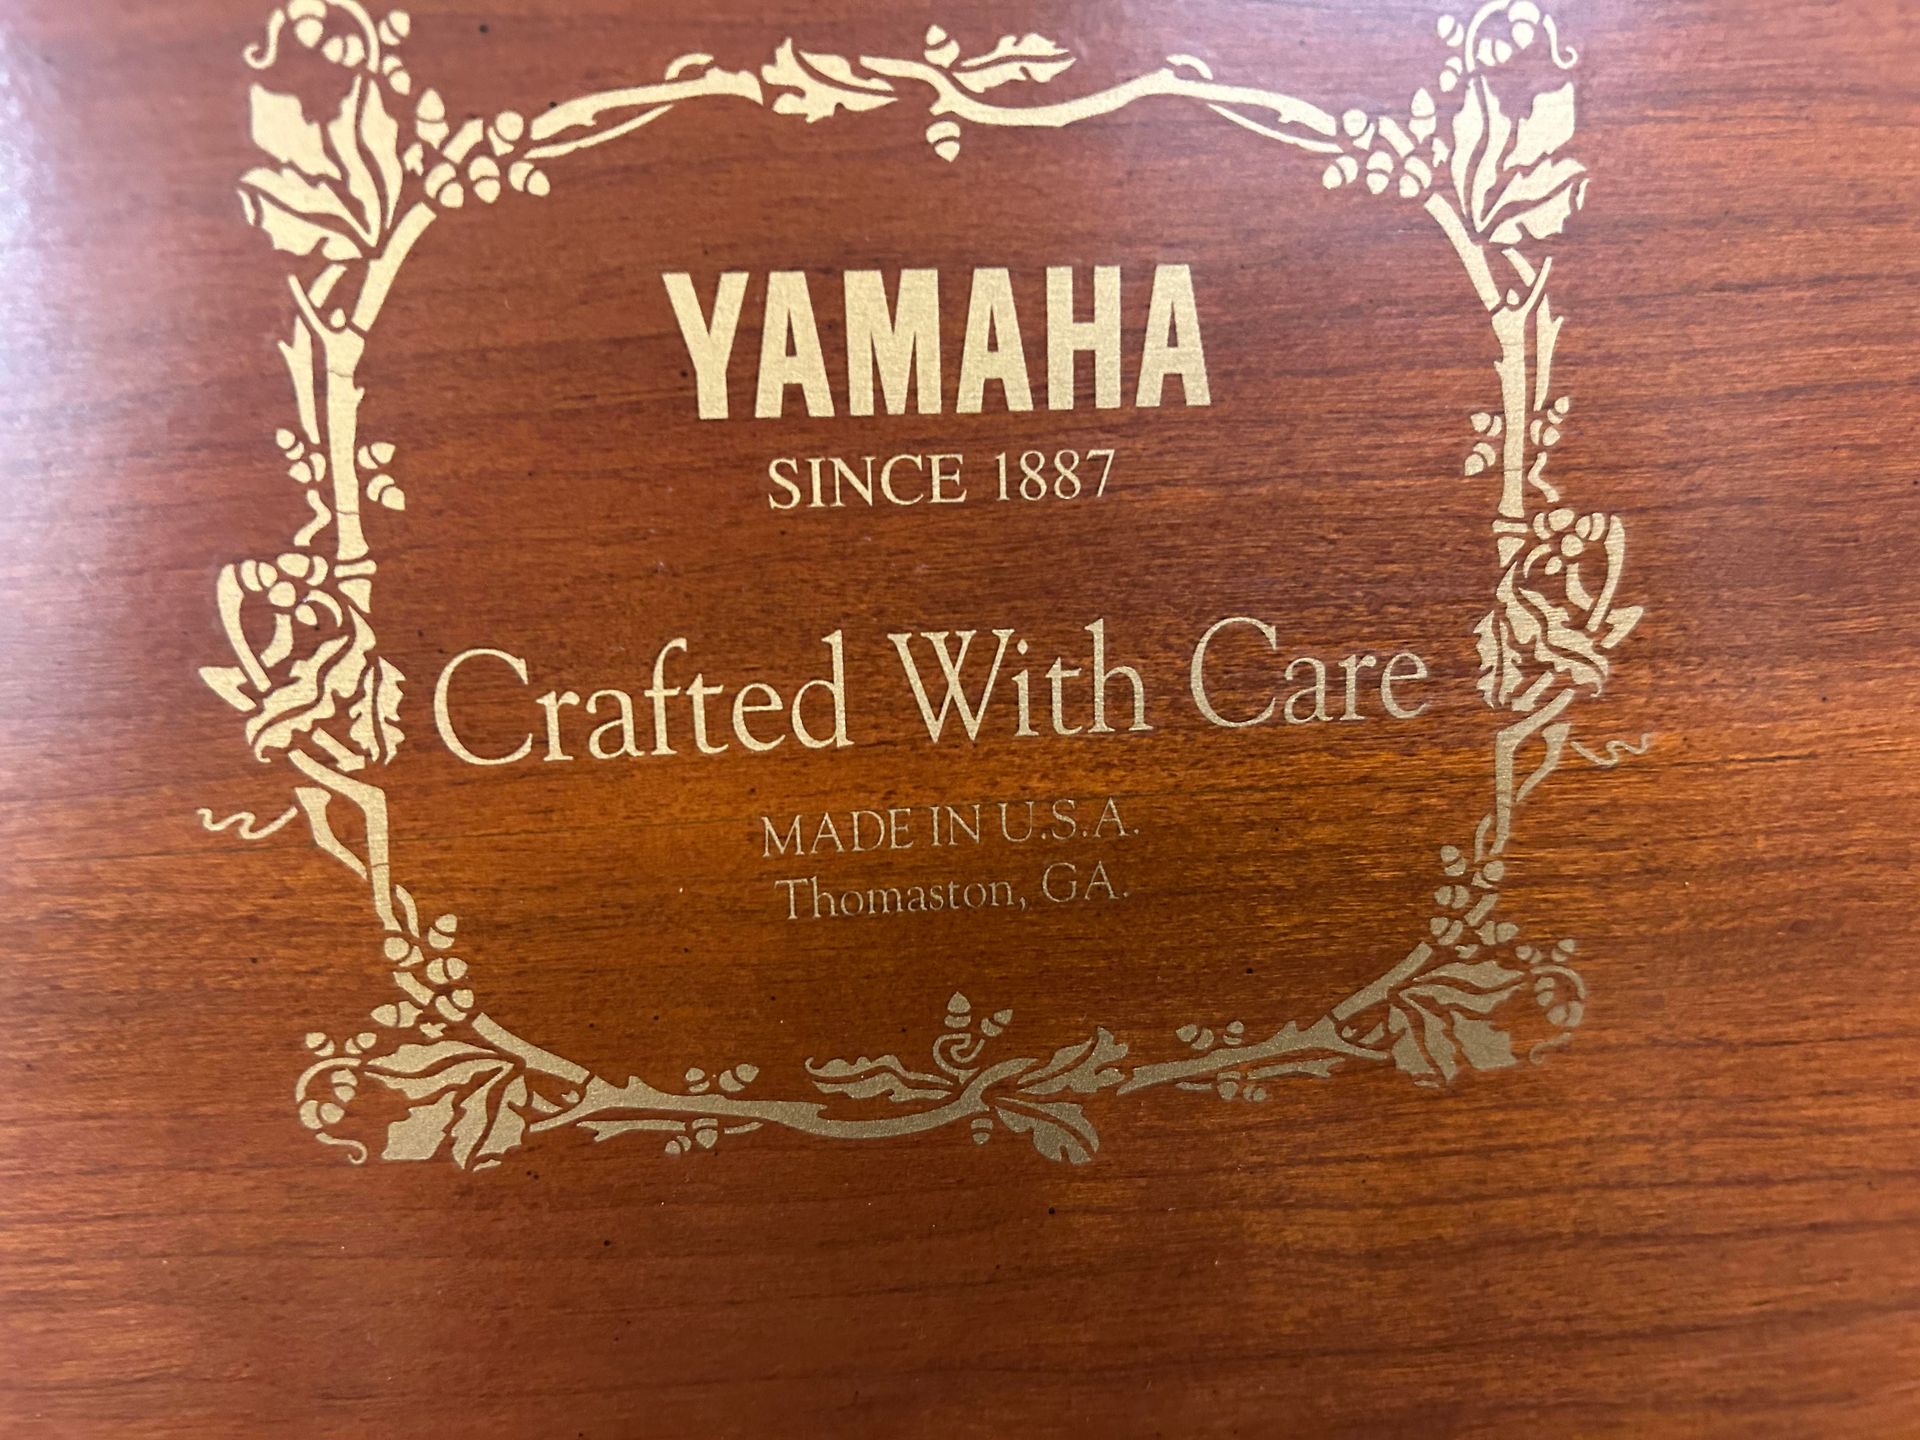 YAMAHA
SINCE 1887
Crafted With Care
MADE IN U.S.A.
Thomaston, GA.